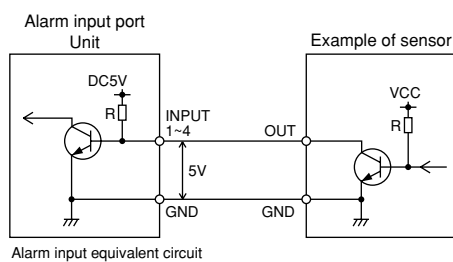 Alarm input port
Unit
Example of sensor
DC5V
VCC
R
INPUT
1~4
OUT
R
5V
GND
GND
Alarm input equivalent circuit